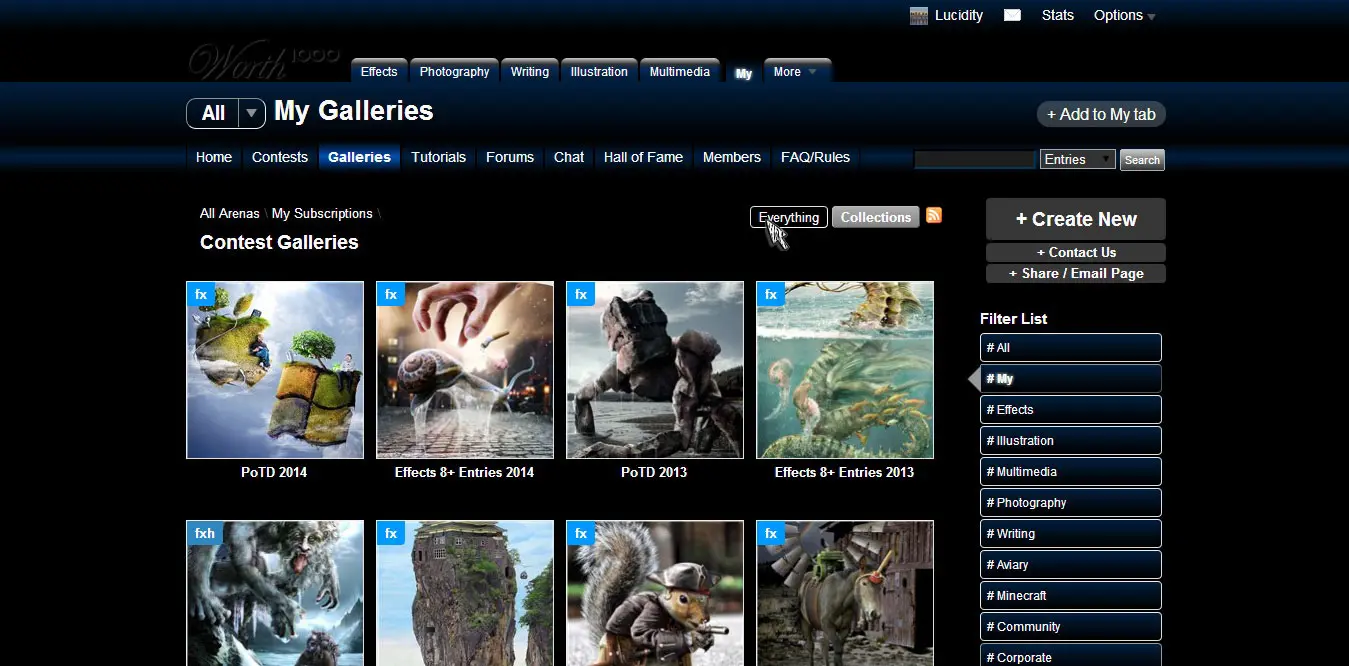 Lucidity Stats Options
Worth1000
Effects Photography Writing Illustration Multimedia My More
All My Galleries + Add to My tab
Home Contests Galleries Tutorials Forums Chat Hall of Fame Members FAQ/Rules Entries Search
All Arenas \ My Subscriptions \
Everything Collections
Contest Galleries
+ Create New
+ Contact Us
+ Share / Email Page
fx fx fx fx
PoTD 2014 Effects 8+ Entries 2014 PoTD 2013 Effects 8+ Entries 2013
fxh fx fx fx
Filter List
# All
# My
# Effects
# Illustration
# Multimedia
# Photography
# Writing
# Aviary
# Minecraft
# Community
# Corporate